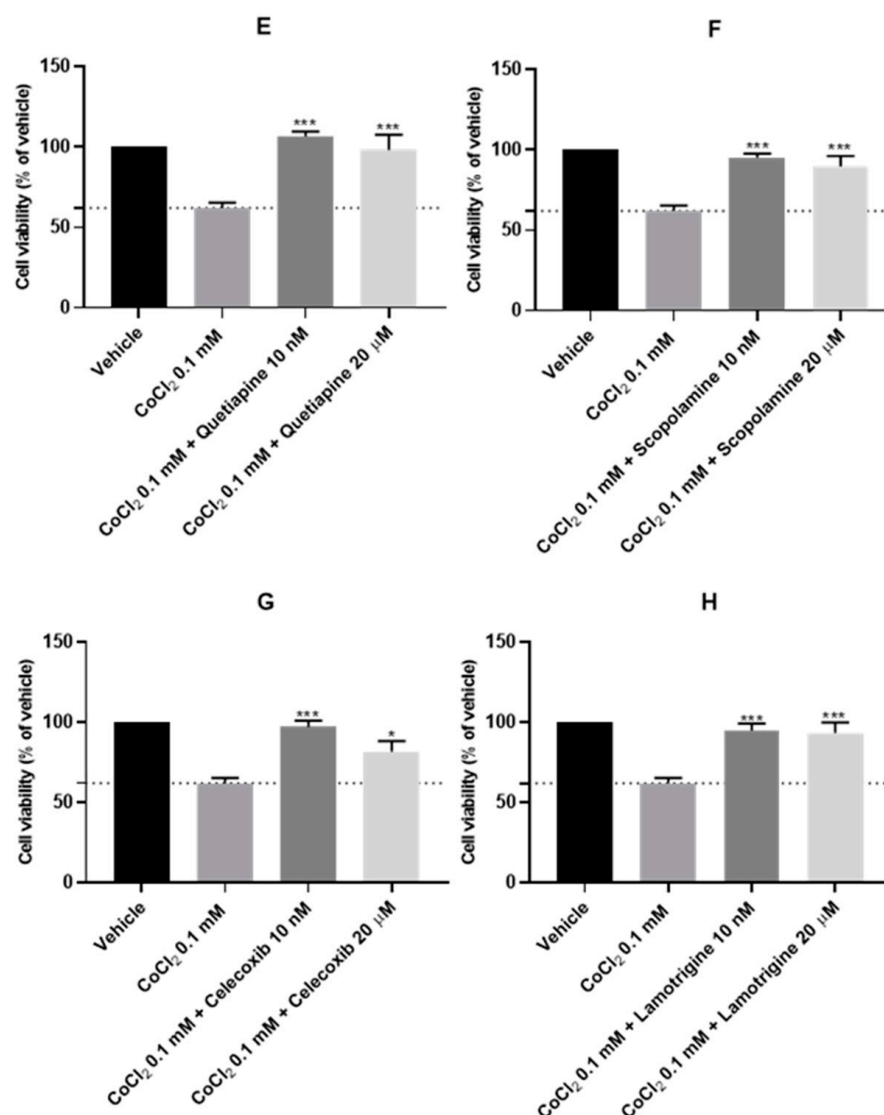 E
Cell viability (% of vehicle)
150
100
50
0
***
***
Vehicle
CoCl₂ 0.1 mM
CoCl₂ 0.1 mM + Quetiapine 10 nM
CoCl₂ 0.1 mM + Quetiapine 20 μM
F
Cell viability (% of vehicle)
150
100
50
0
***
***
Vehicle
CoCl₂ 0.1 mM
CoCl₂ 0.1 mM + Scopolamine 10 nM
CoCl₂ 0.1 mM + Scopolamine 20 μM
G
Cell viability (% of vehicle)
150
100
50
0
***
*
Vehicle
CoCl₂ 0.1 mM
CoCl₂ 0.1 mM + Celecoxib 10 nM
CoCl₂ 0.1 mM + Celecoxib 20 μM
H
Cell viability (% of vehicle)
150
100
50
0
***
***
Vehicle
CoCl₂ 0.1 mM
CoCl₂ 0.1 mM + Lamotrigine 10 nM
CoCl₂ 0.1 mM + Lamotrigine 20 μM